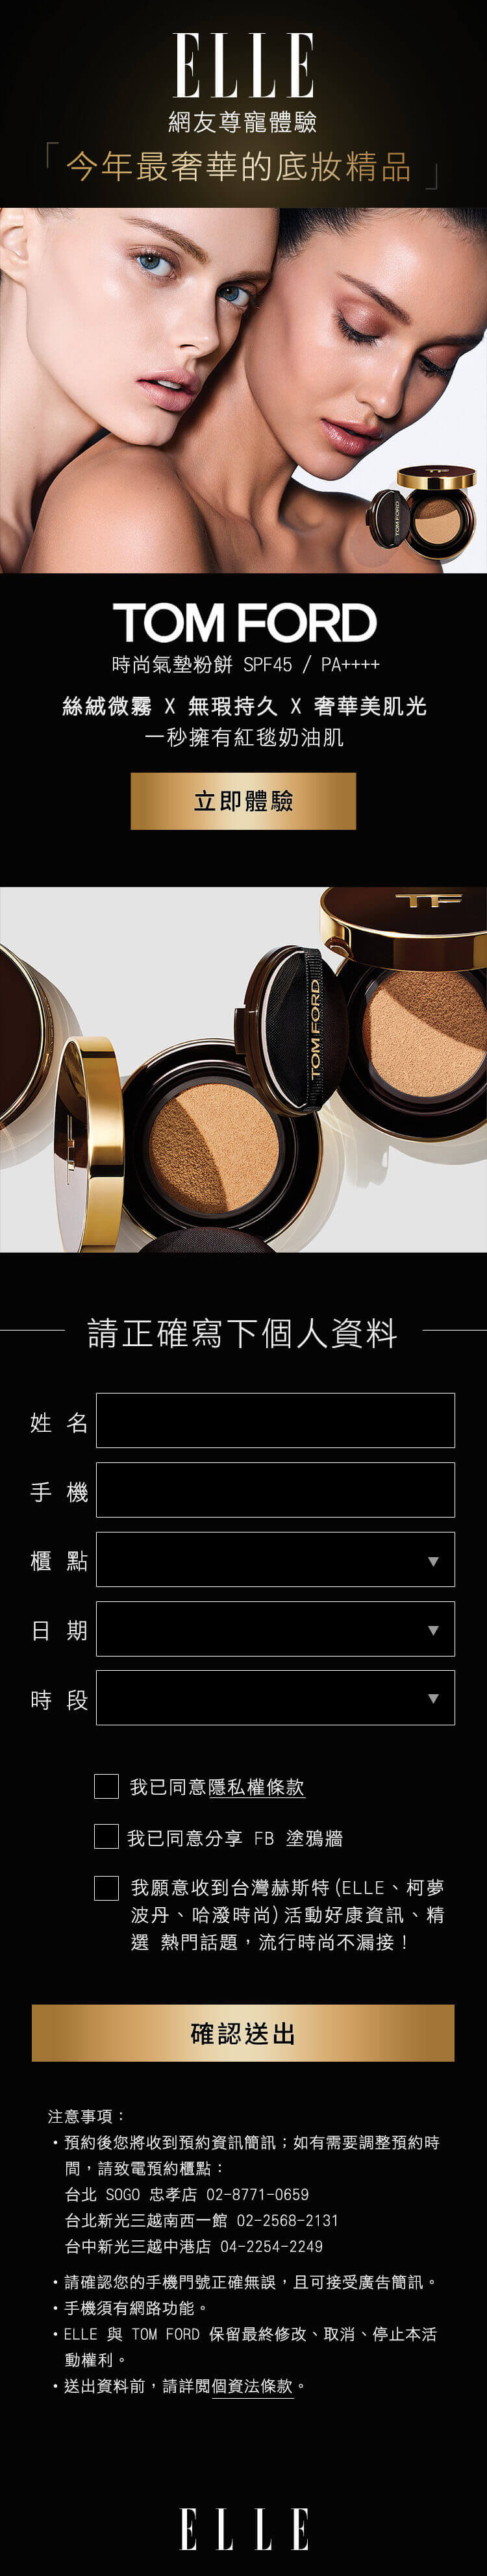 ELLE
網友尊寵體驗
「今年最奢華的底妝精品」
TF
TOM FORD
TOM FORD
時尚氣墊粉餅 SPF45 / PA++++
絲絨微霧 X 無瑕持久 X 奢華美肌光
一秒擁有紅毯奶油肌
立即體驗
TF
TOM FORD
TF
請正確寫下個人資料
姓 名
手 機
櫃 點
日 期
時 段
我已同意隱私權條款
我已同意分享 FB 塗鴉牆
我願意收到台灣赫斯特(ELLE、柯夢
波丹、哈潑時尚)活動好康資訊、精
選 熱門話題，流行時尚不漏接！
確認送出
注意事項：
・預約後您將收到預約資訊簡訊；如有需要調整預約時
間，請致電預約櫃點：
台北 SOGO 忠孝店 02-8771-0659
台北新光三越南西一館 02-2568-2131
台中新光三越中港店 04-2254-2249
・請確認您的手機門號正確無誤，且可接受廣告簡訊。
・手機須有網路功能。
・ELLE 與 TOM FORD 保留最終修改、取消、停止本活
動權利。
・送出資料前，請詳閱個資法條款。
ELLE